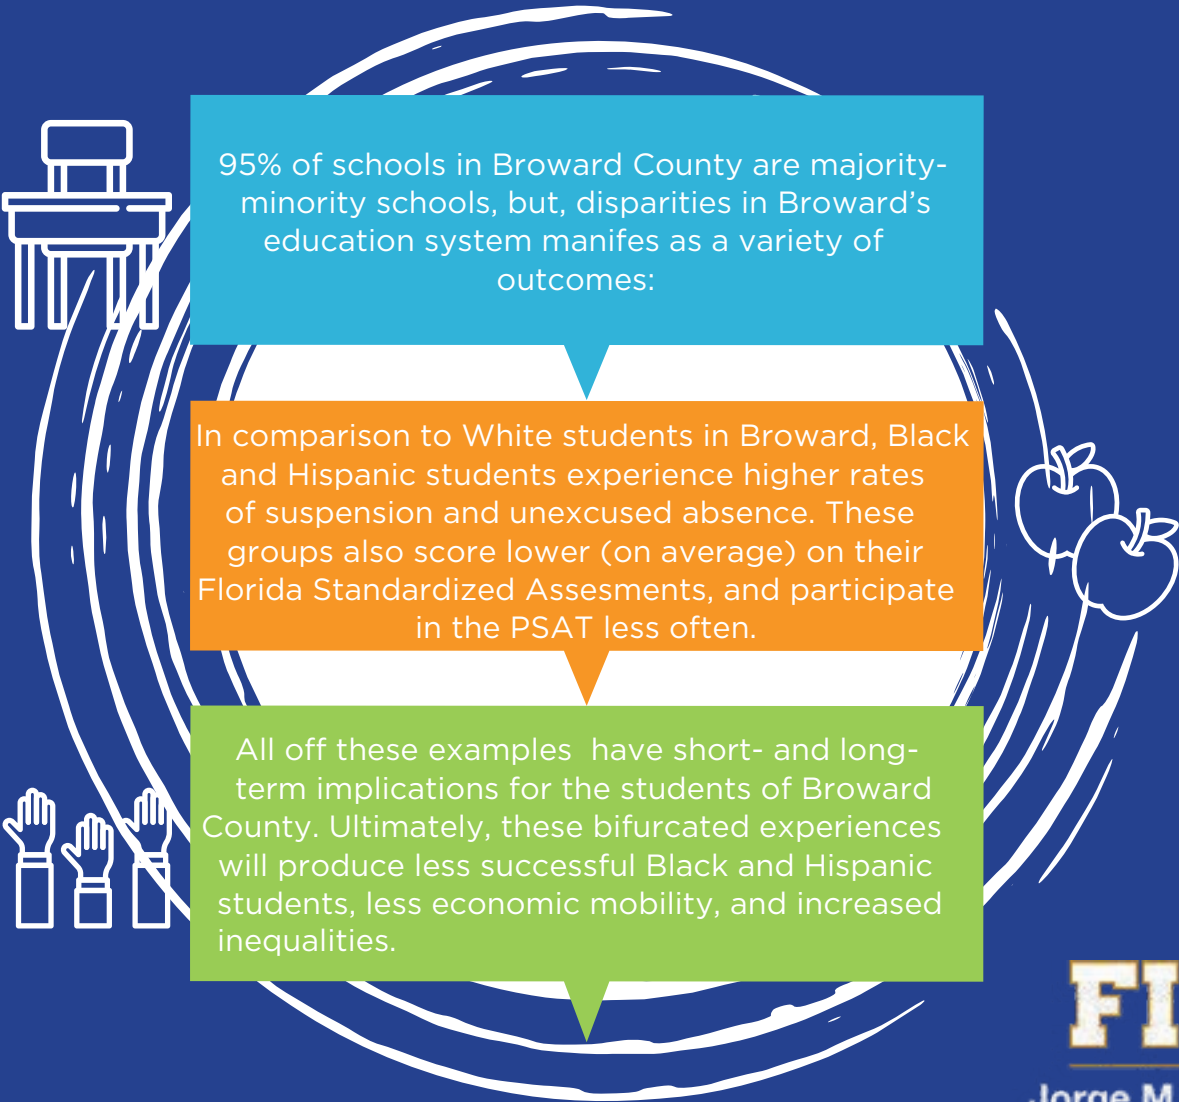 95% of schools in Broward County are majority-
minority schools, but, disparities in Broward’s
education system manifes as a variety of
outcomes:
In comparison to White students in Broward, Black
and Hispanic students experience higher rates
of suspension and unexcused absence. These
groups also score lower (on average) on their
Florida Standardized Assesments, and participate
in the PSAT less often.
All off these examples  have short- and long-
term implications for the students of Broward
County. Ultimately, these bifurcated experiences
will produce less successful Black and Hispanic
students, less economic mobility, and increased
inequalities.
FI
Jorge M